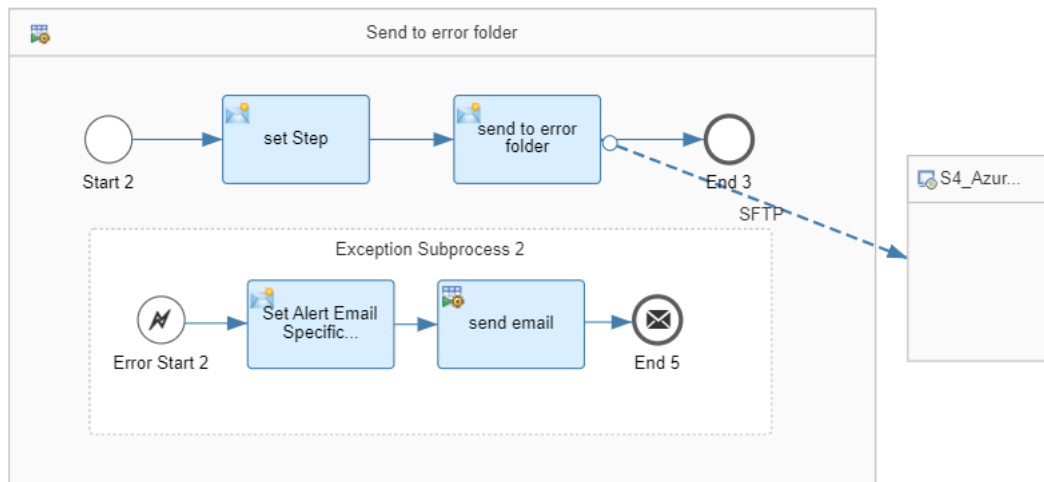 Send to error folder
set Step
send to error
folder
Start 2
End 3
S4_Azur...
SFTP
Exception Subprocess 2
Set Alert Email
Specific...
send email
Error Start 2
End 5